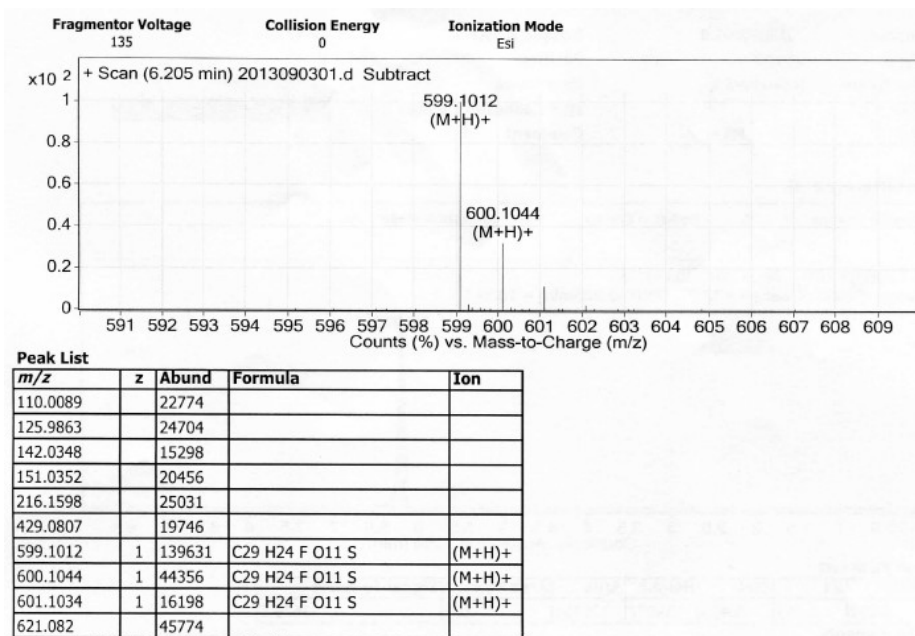 Fragmentor Voltage Collision Energy Ionization Mode
135 0 Esi
x10 2 + Scan (6.205 min) 2013090301.d Subtract
1
599.1012
(M+H)+
0.8
0.6
600.1044
(M+H)+
0.4
0.2
0
591 592 593 594 595 596 597 598 599 600 601 602 603 604 605 606 607 608 609
Counts (%) vs. Mass-to-Charge (m/z)
Peak List
m/z z Abund Formula Ion
110.0089 22774
125.9863 24704
142.0348 15298
151.0352 20456
216.1598 25031
429.0807 19746
599.1012 1 139631 C29 H24 F O11 S (M+H)+
600.1044 1 44356 C29 H24 F O11 S (M+H)+
601.1034 1 16198 C29 H24 F O11 S (M+H)+
621.082 45774